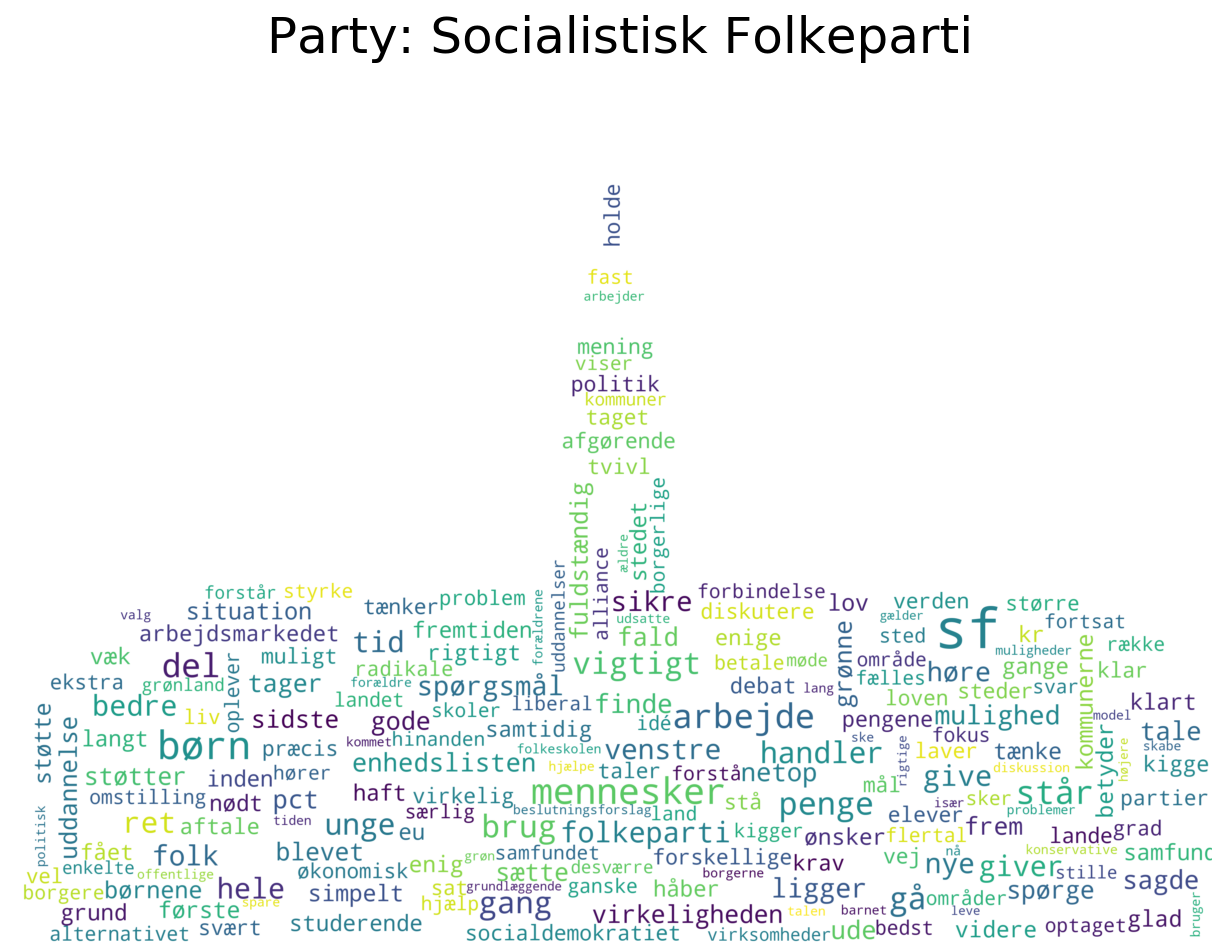 Party: Socialistisk Folkeparti
holde
fast
arbejder
mening
viser
politik
kommuner
taget
afgørende
tvivl
fuldstændig
stedet
borgerlige
ældre
alliance
uddannelser
forældrene
forstår
styrke
valg
situation
tænker
problem
sikre
forbindelse
lov
verden
større
arbejdsmarkedet
tid
fremtiden
udsatte
diskutere
gælder
sf
fortsat
fald
enige
grønne
sted
kr
række
væk
del
muligt
rigtigt
radikale
vigtigt
betale
møde
område
muligheder
kommunerne
ekstra
grønland
oplever
tager
forældre
spørgsmål
debat
lang
fælles
høre
gange
klar
bedre
liv
landet
skoler
liberal
finde
loven
steder
svar
klart
støtte
uddannelse
langt
sidste
gode
samtidig
idé
arbejde
pengene
mulighed
model
tale
børn
præcis
kommet
hinanden
folkeskolen
venstre
handler
ske
fokus
betyder
skabe
støtter
inden
hører
enhedslisten
hjælpe
taler
forstå
netop
rigtige
laver
tænke
højere
kigge
omstilling
nødt
pct
haft
virkelig
mennesker
stå
mål
give
diskussion
står
partier
politisk
tiden
særlig
beslutningsforslag
land
penge
især
sker
problemer
ret
aftale
unge
eu
brug
folkeparti
kigger
ønsker
elever
flertal
frem
lande
grad
fået
folk
blevet
enig
grøn
samfundet
forskellige
krav
vej
nå
konservative
samfund
vel
enkelte
offentlige
økonomisk
sætte
desværre
borgerne
nye
giver
stille
borgere
børnene
hele
simpelt
sat
grundlæggende
ganske
håber
ligger
gå
områder
spørge
sagde
grund
første
spare
hjælp
gang
virkeligheden
talen
barnet
leve
bruger
alternativet
svært
studerende
socialdemokratiet
virksomheder
ude
bedst
videre
optaget
glad